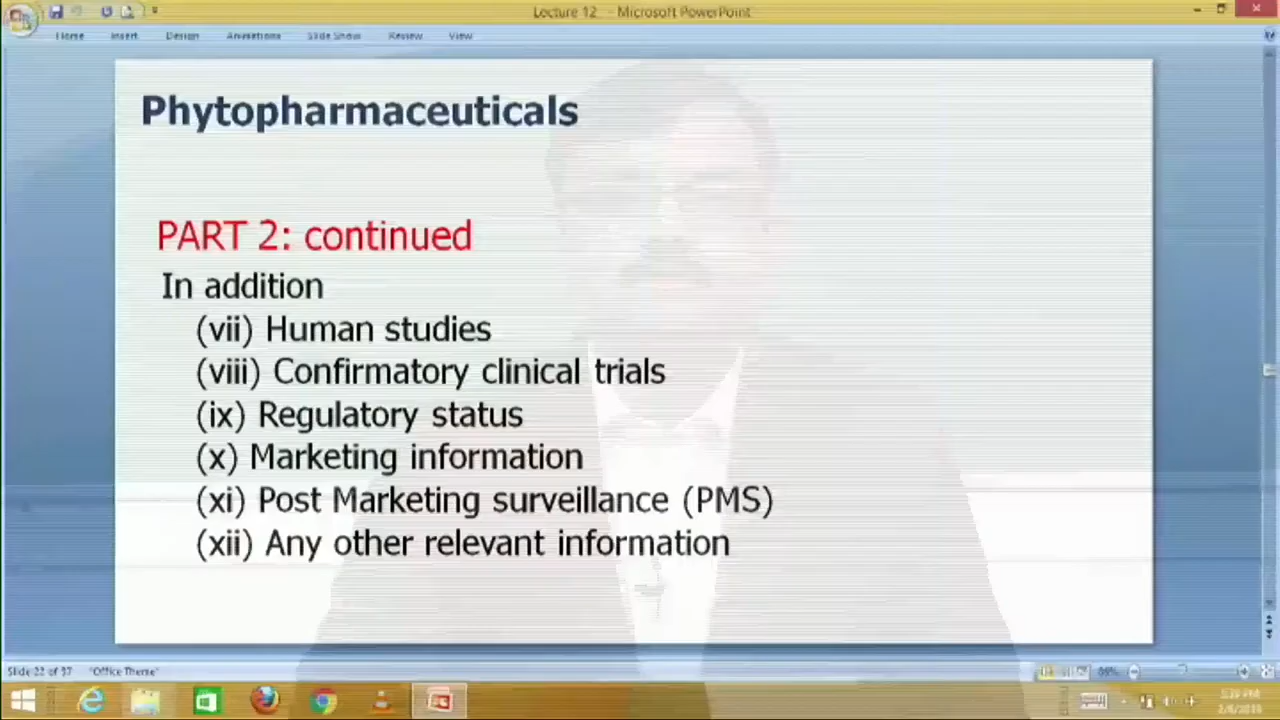 Lecture 12 - Microsoft PowerPoint
Home Insert Design Animations Slide Show Review View
Phytopharmaceuticals
PART 2: continued
In addition
(vii) Human studies
(viii) Confirmatory clinical trials
(ix) Regulatory status
(x) Marketing information
(xi) Post Marketing surveillance (PMS)
(xii) Any other relevant information
"Office Theme"